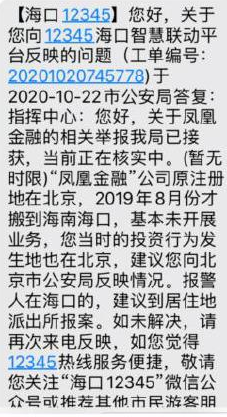 【海口12345】您好，关于
您向12345海口智慧联动平
台反映的问题（工单编号：
20201020745778)于
2020-10-22市公安局答复：
指挥中心：您好，关于凤凰
金融的相关举报我局已接
获，当前正在核实中。(暂无
时限)“凤凰金融”公司原注册
地在北京，2019年8月份才
搬到海南海口，基本未开展
业务，您当时的投资行为发
生地也在北京，建议您向北
京市公安局反映情况。报警
人在海口的，建议到居住地
派出所报案。如未解决，请
再次来电反映，如您觉得
12345热线服务便捷，敬请
您关注“海口12345”微信公
众号或推荐其他市民游客朋